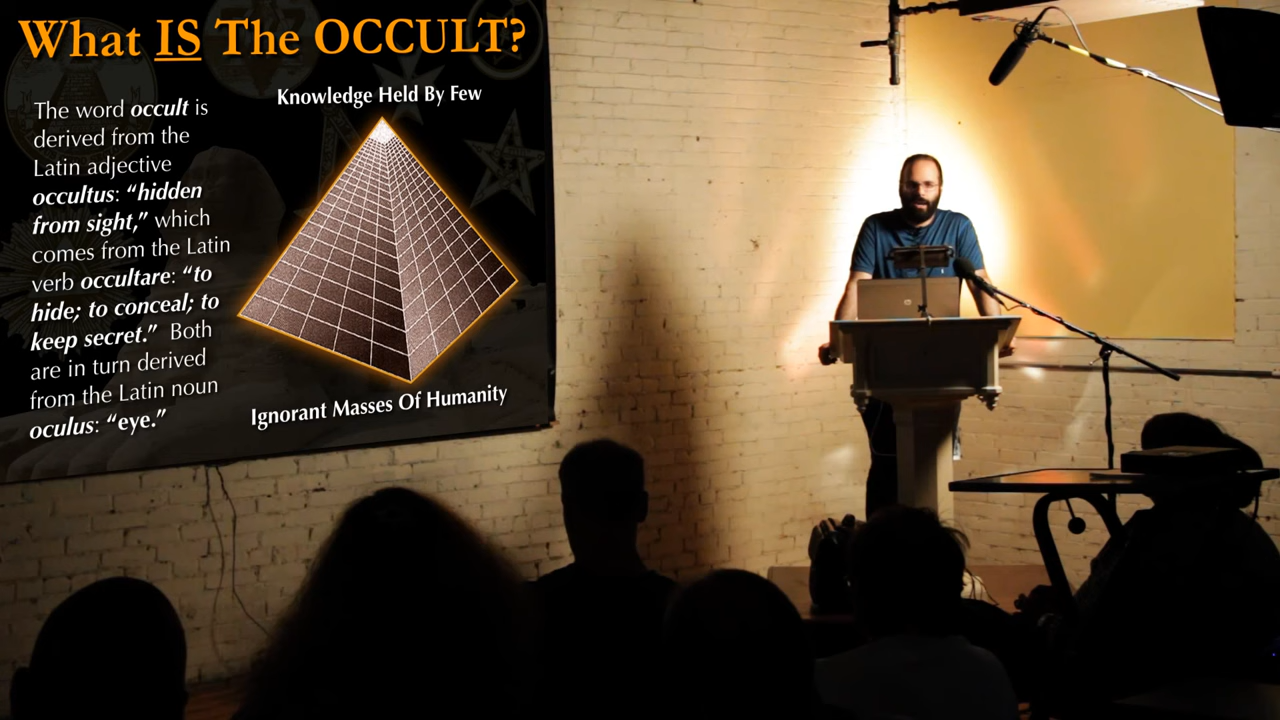 What IS The OCCULT?
Knowledge Held By Few
The word occult is
derived from the
Latin adjective
occultus: “hidden
from sight,” which
comes from the Latin
verb occultare: “to
hide; to conceal; to
keep secret.” Both
are in turn derived
from the Latin noun
oculus: “eye.”
Ignorant Masses Of Humanity